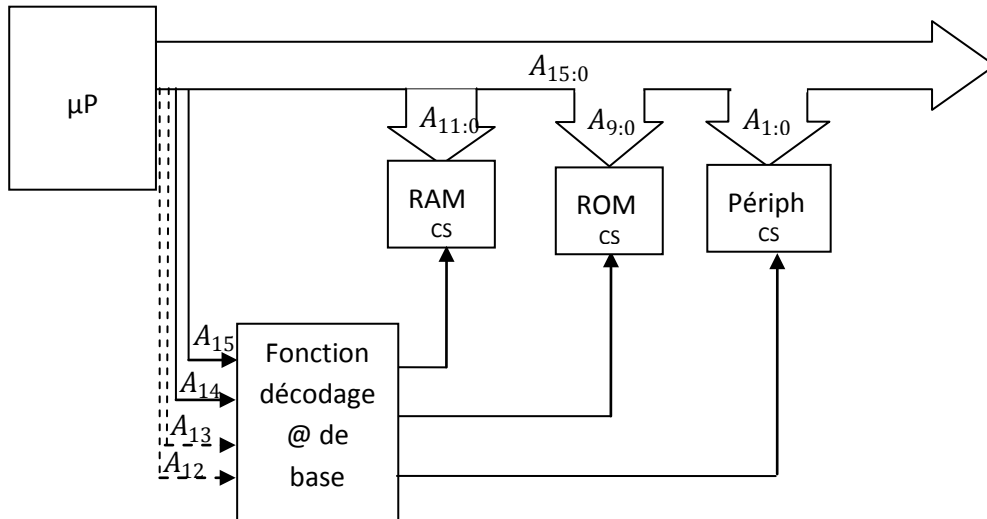 µP
A15:0
A11:0
A9:0
A1:0
RAM
CS
ROM
CS
Périph
CS
A15
A14
A13
A12
Fonction
décodage
@ de
base